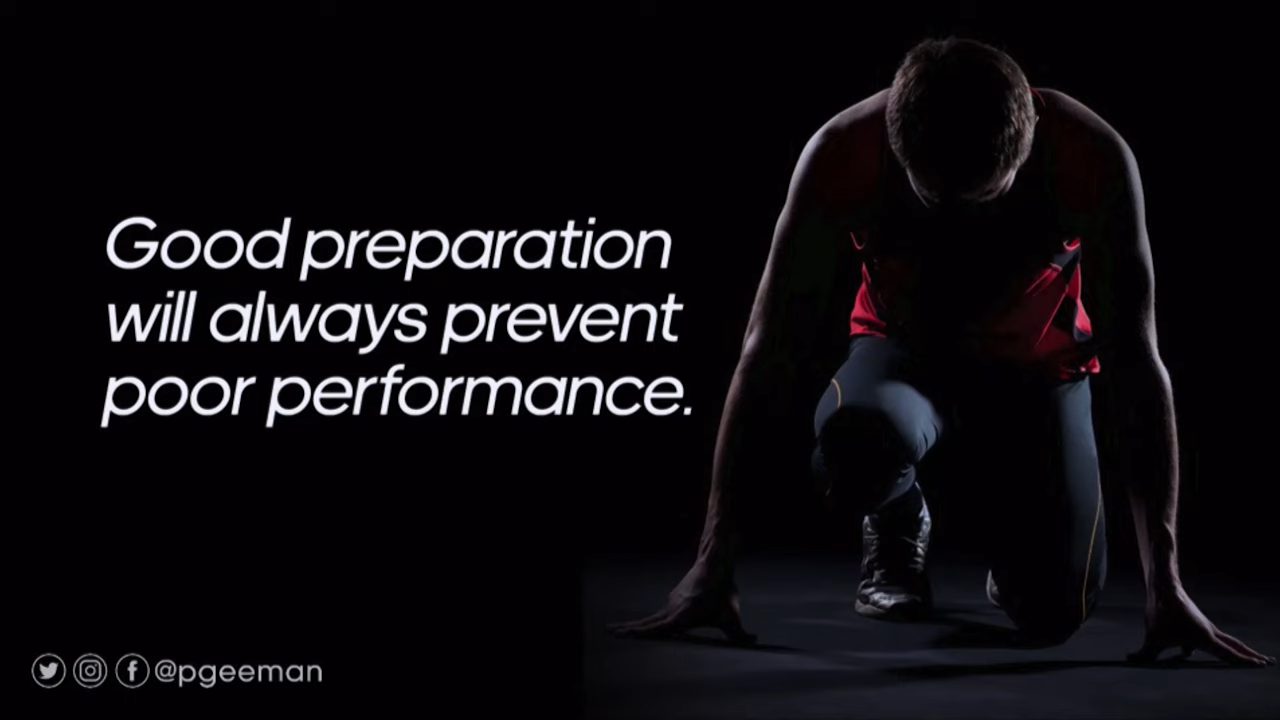 Good preparation
will always prevent
poor performance.
@pgeeman